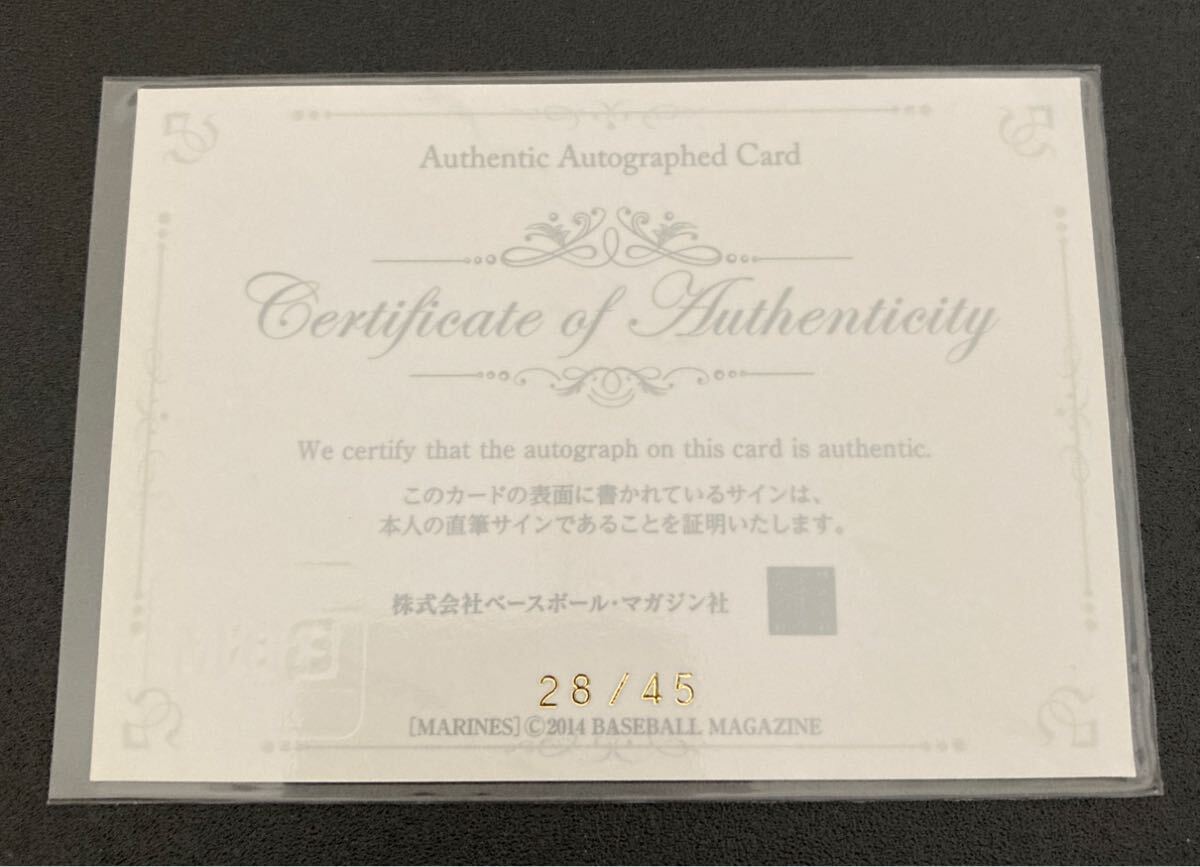 Authentic Autographed Card
Certificate of Authenticity
We certify that the autograph on this card is authentic.
このカードの表面に書かれているサインは、
本人の直筆サインであることを証明いたします。
株式会社ベースボール・マガジン社
28/45
[MARINES]©2014 BASEBALL MAGAZINE